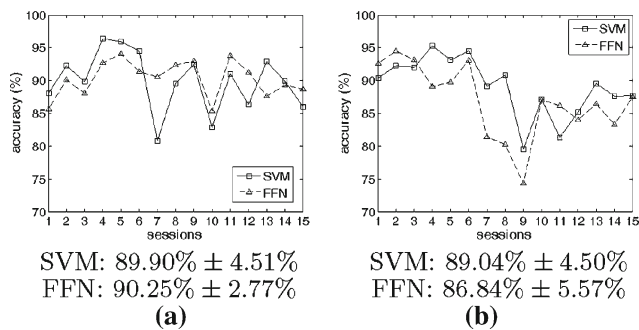 100
95
90
85
80
75
70
accuracy (%)
SVM
FFN
1 2 3 4 5 6 7 8 9 10 11 12 13 14 15
sessions
SVM: 89.90% ± 4.51%
FFN: 90.25% ± 2.77%
(a)
100
95
90
85
80
75
70
accuracy (%)
SVM
FFN
1 2 3 4 5 6 7 8 9 10 11 12 13 14 15
sessions
SVM: 89.04% ± 4.50%
FFN: 86.84% ± 5.57%
(b)